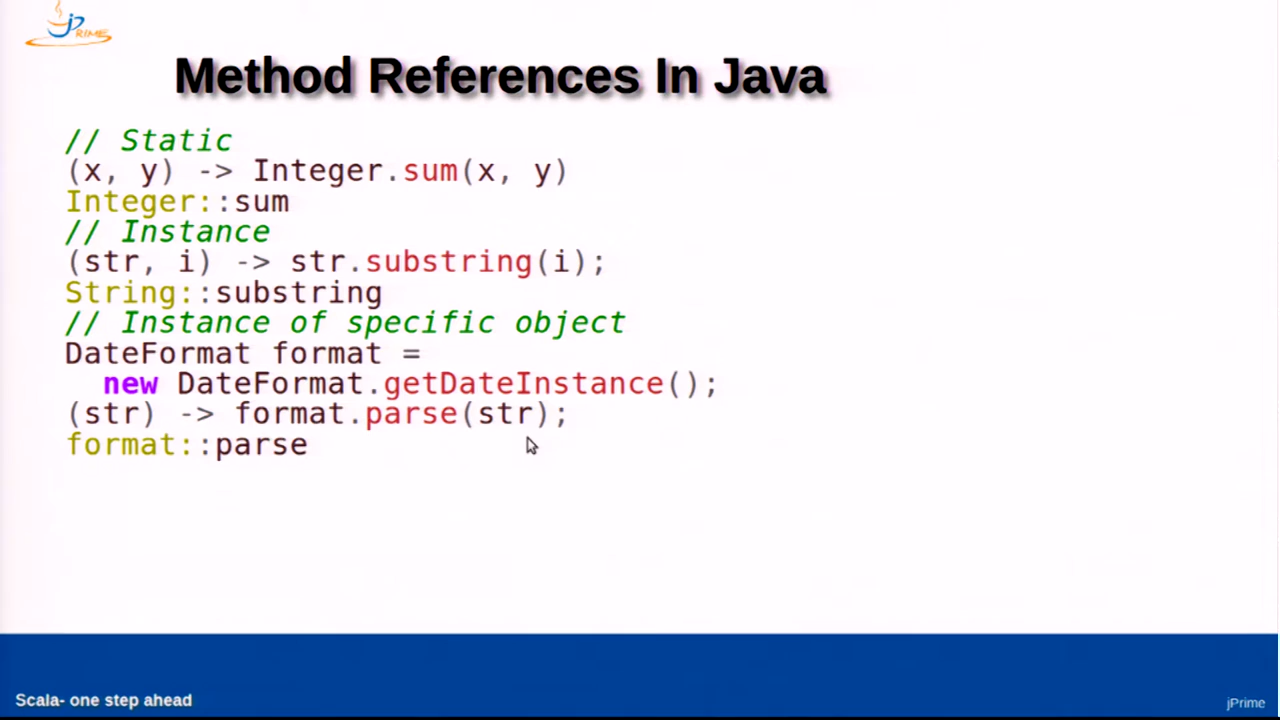 jPRIME
Method References In Java
// Static
(x, y) -> Integer.sum(x, y)
Integer::sum
// Instance
(str, i) -> str.substring(i);
String::substring
// Instance of specific object
DateFormat format =
  new DateFormat.getDateInstance();
(str) -> format.parse(str);
format::parse
Scala- one step ahead
jPrime